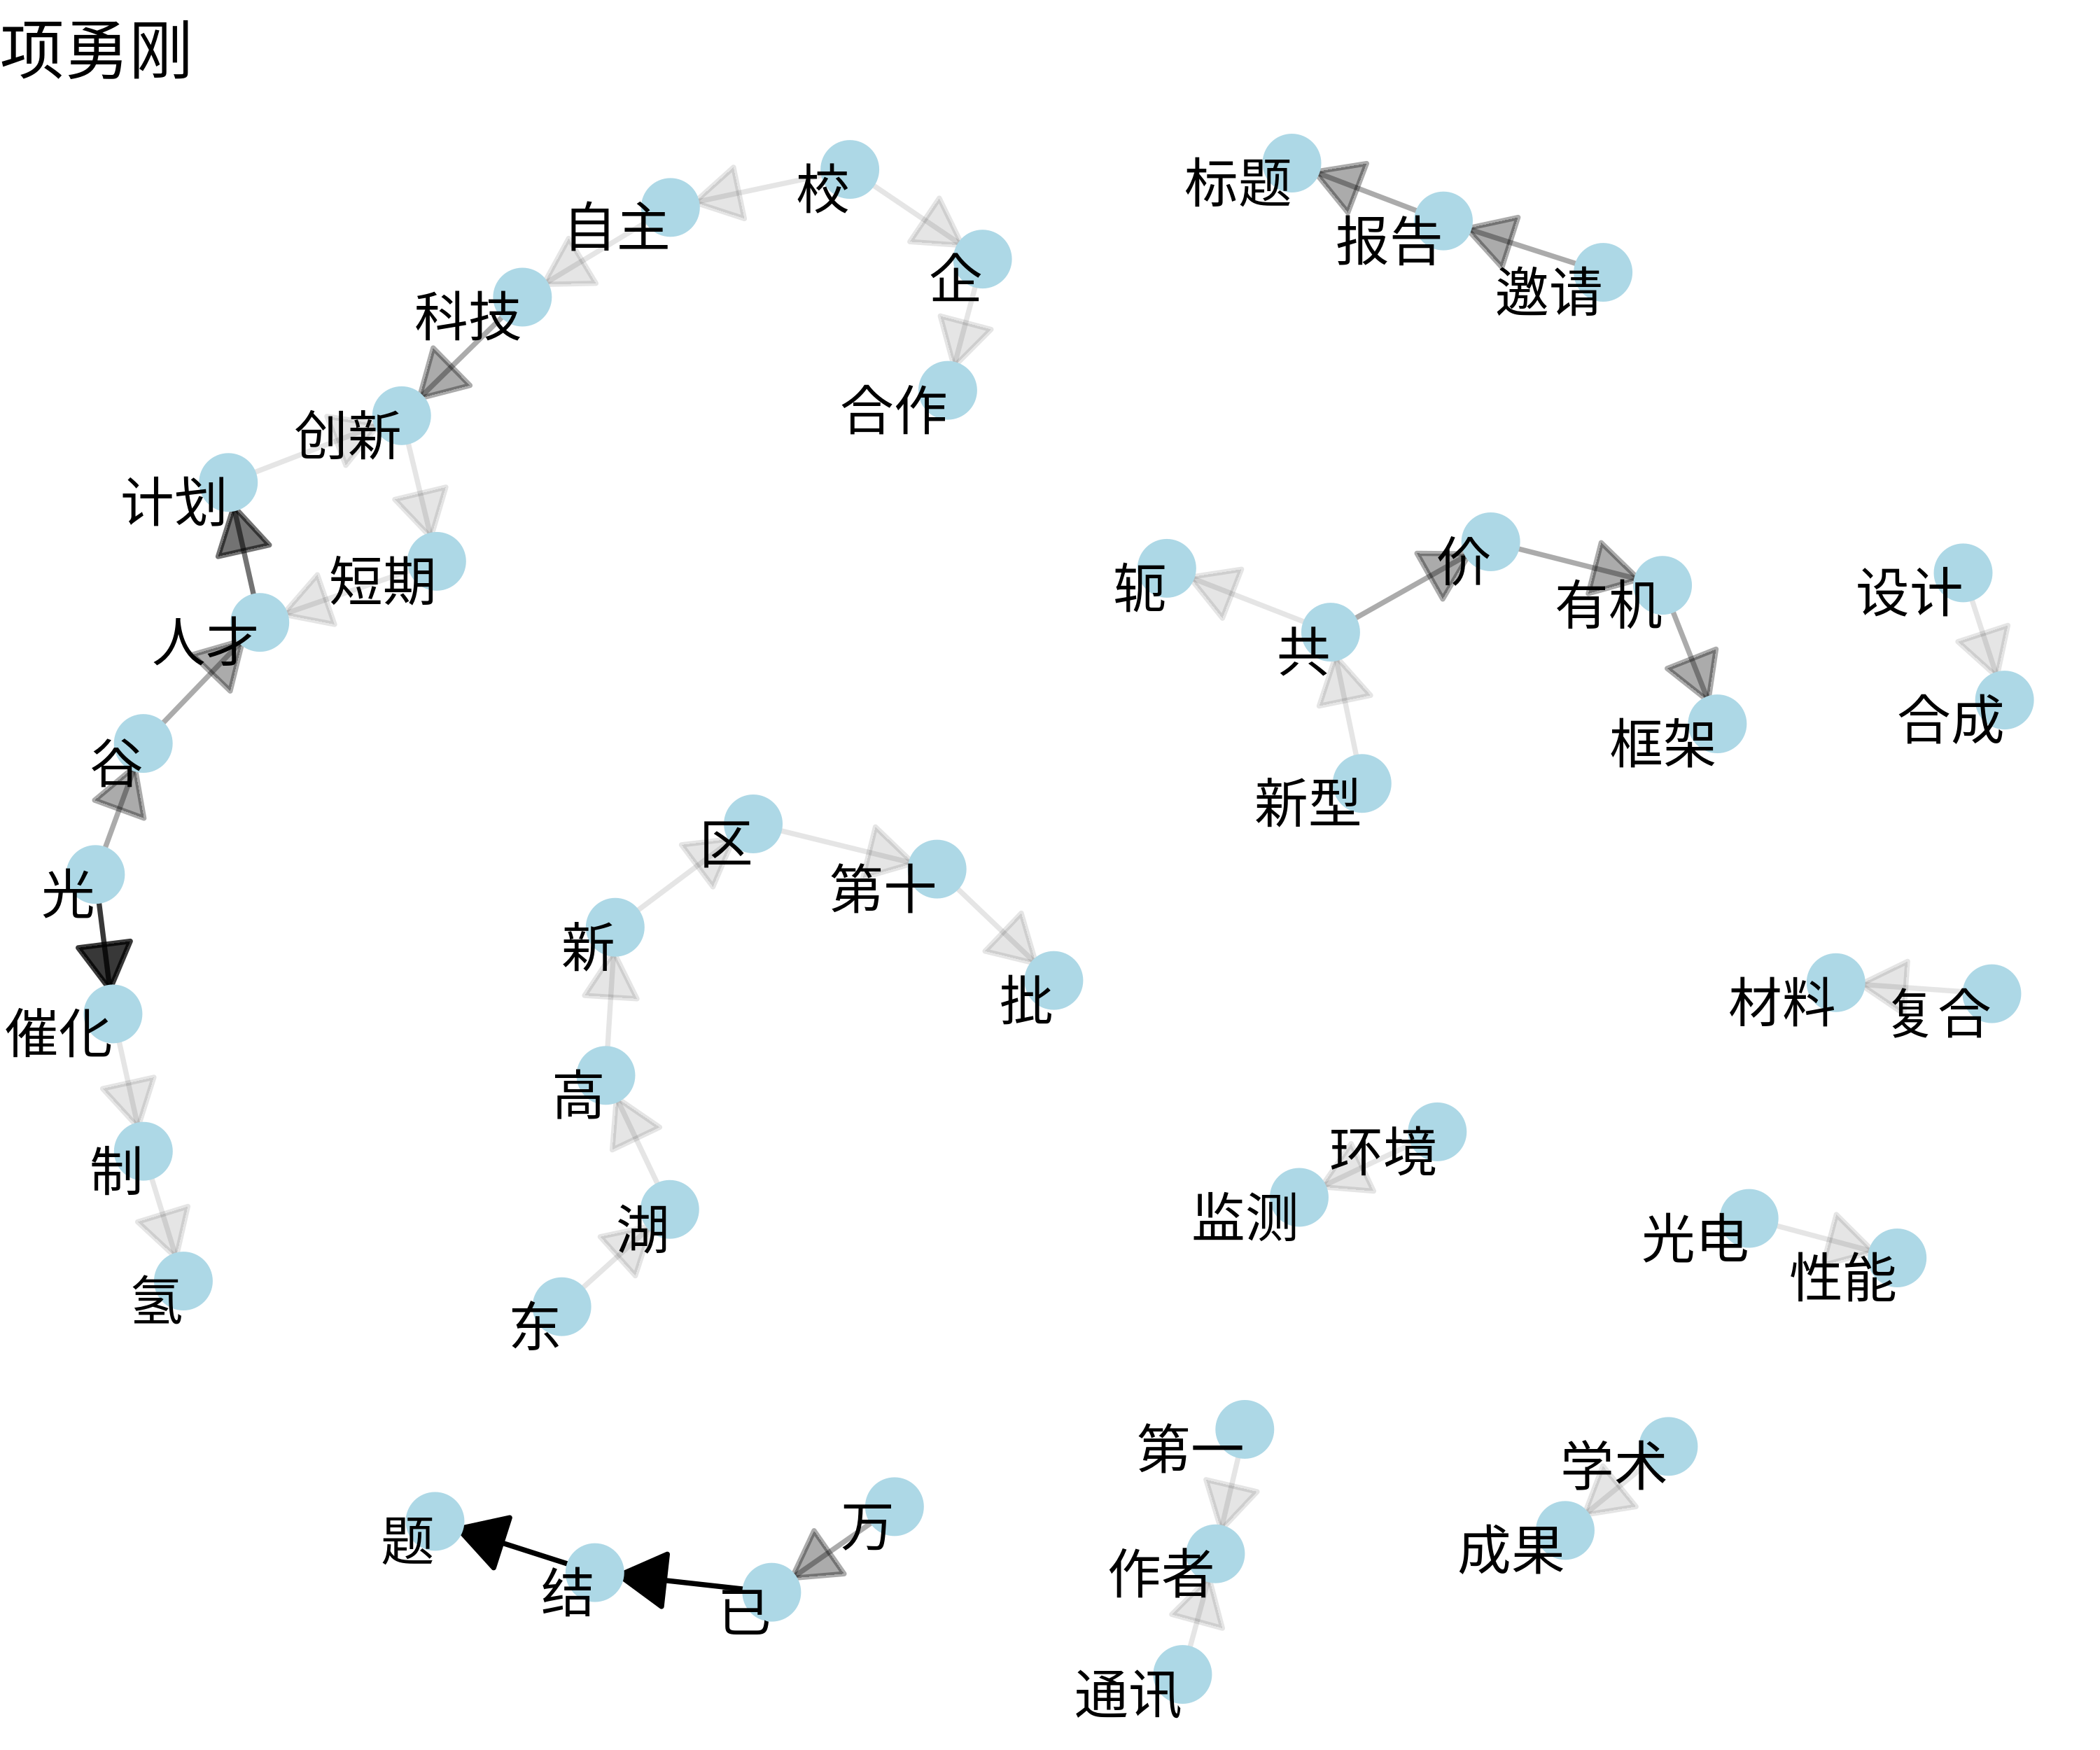 项勇刚
校
自主
企
科技
合作
创新
计划
短期
人才
谷
光
催化
制
氢
标题
报告
邀请
价
轭
有机
共
框架
新型
设计
合成
区
第十
新
批
高
湖
东
材料
复合
环境
监测
光电
性能
第一
作者
通讯
学术
成果
万
题
结
已